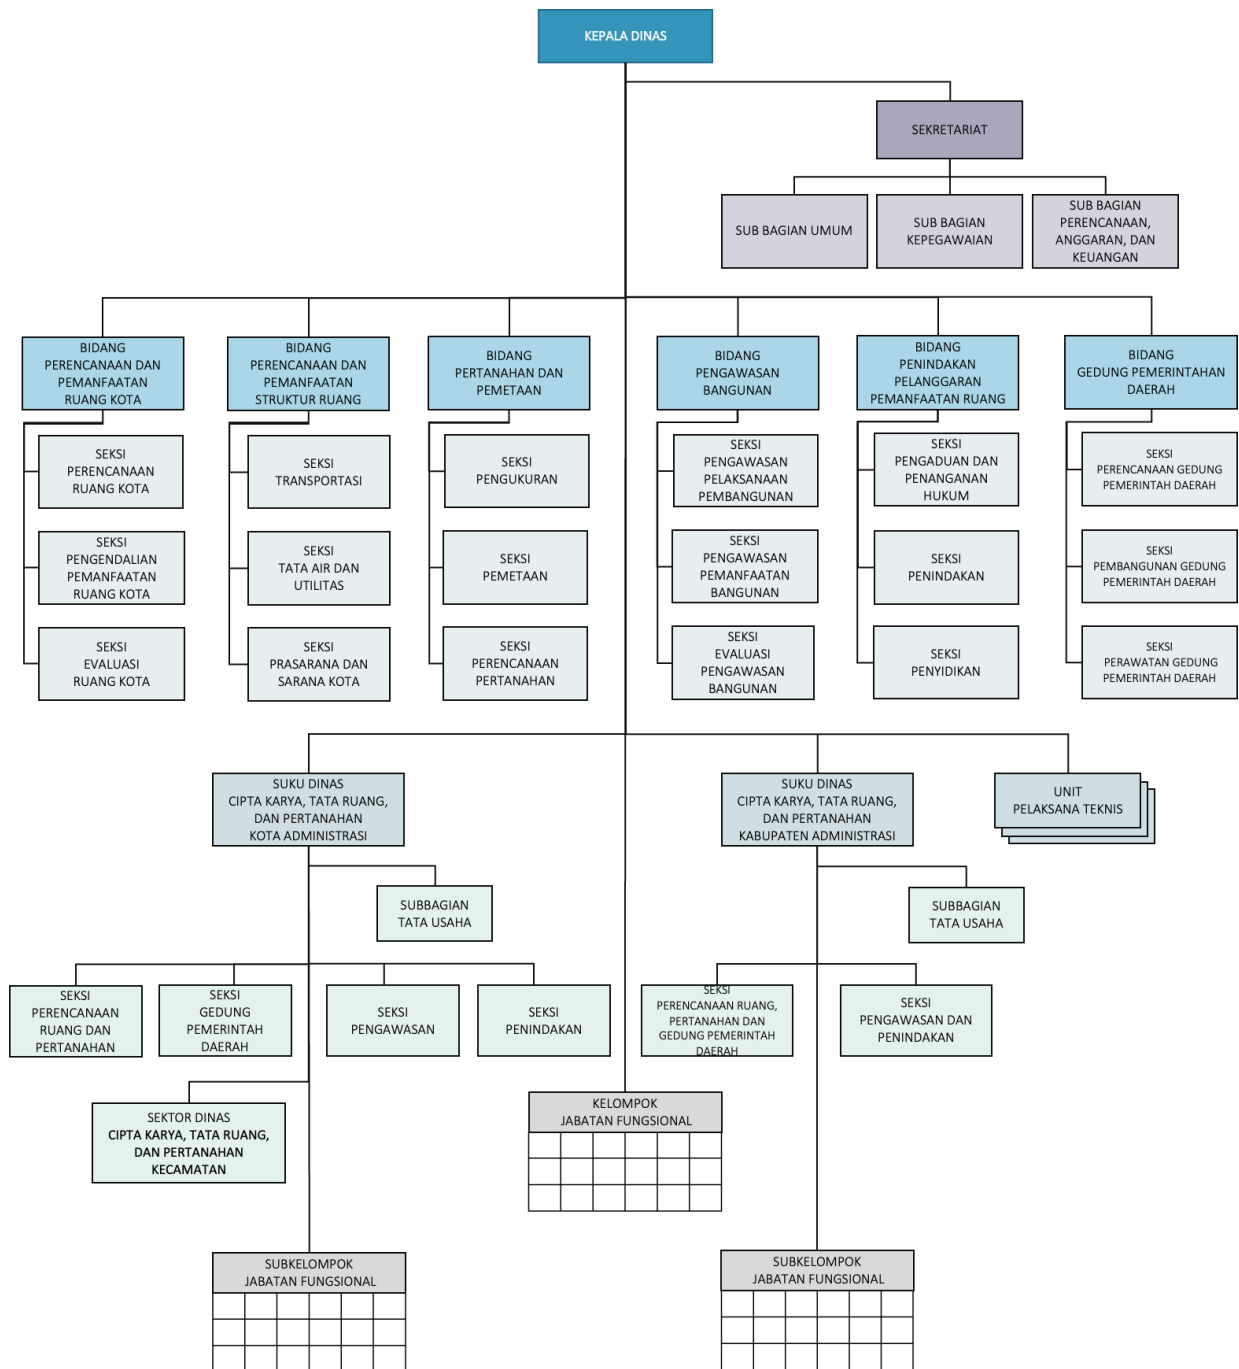 KEPALA DINAS
SEKRETARIAT
SUB BAGIAN UMUM
SUB BAGIAN
KEPEGAWAIAN
SUB BAGIAN
PERENCANAAN,
ANGGARAN, DAN
KEUANGAN
BIDANG
PERENCANAAN DAN
PEMANFAATAN
RUANG KOTA
BIDANG
PERENCANAAN DAN
PEMANFAATAN
STRUKTUR RUANG
BIDANG
PERTANAHAN DAN
PEMETAAN
BIDANG
PENGAWASAN
BANGUNAN
BIDANG
PENINDAKAN
PELANGGARAN
PEMANFAATAN RUANG
BIDANG
GEDUNG PEMERINTAHAN
DAERAH
SEKSI
PERENCANAAN
RUANG KOTA
SEKSI
TRANSPORTASI
SEKSI
PENGUKURAN
SEKSI
PENGAWASAN
PELAKSANAAN
PEMBANGUNAN
SEKSI
PENGADUAN DAN
PENANGANAN
HUKUM
SEKSI
PERENCANAAN GEDUNG
PEMERINTAH DAERAH
SEKSI
PENGENDALIAN
PEMANFAATAN
RUANG KOTA
SEKSI
TATA AIR DAN
UTILITAS
SEKSI
PEMETAAN
SEKSI
PENGAWASAN
PEMANFAATAN
BANGUNAN
SEKSI
PENINDAKAN
SEKSI
PEMBANGUNAN GEDUNG
PEMERINTAH DAERAH
SEKSI
EVALUASI
RUANG KOTA
SEKSI
PRASARANA DAN
SARANA KOTA
SEKSI
PERENCANAAN
PERTANAHAN
SEKSI
EVALUASI
PENGAWASAN
BANGUNAN
SEKSI
PENYIDIKAN
SEKSI
PERAWATAN GEDUNG
PEMERINTAH DAERAH
SUKU DINAS
CIPTA KARYA, TATA RUANG,
DAN PERTANAHAN
KOTA ADMINISTRASI
SUKU DINAS
CIPTA KARYA, TATA RUANG,
DAN PERTANAHAN
KABUPATEN ADMINISTRASI
UNIT
PELAKSANA TEKNIS
SUBBAGIAN
TATA USAHA
SUBBAGIAN
TATA USAHA
SEKSI
PERENCANAAN
RUANG DAN
PERTANAHAN
SEKSI
GEDUNG
PEMERINTAH
DAERAH
SEKSI
PENGAWASAN
SEKSI
PENINDAKAN
SEKSI
PERENCANAAN RUANG,
PERTANAHAN DAN
GEDUNG PEMERINTAH
DAERAH
SEKSI
PENGAWASAN DAN
PENINDAKAN
SEKTOR DINAS
CIPTA KARYA, TATA RUANG,
DAN PERTANAHAN
KECAMATAN
KELOMPOK
JABATAN FUNGSIONAL
SUBKELOMPOK
JABATAN FUNGSIONAL
SUBKELOMPOK
JABATAN FUNGSIONAL